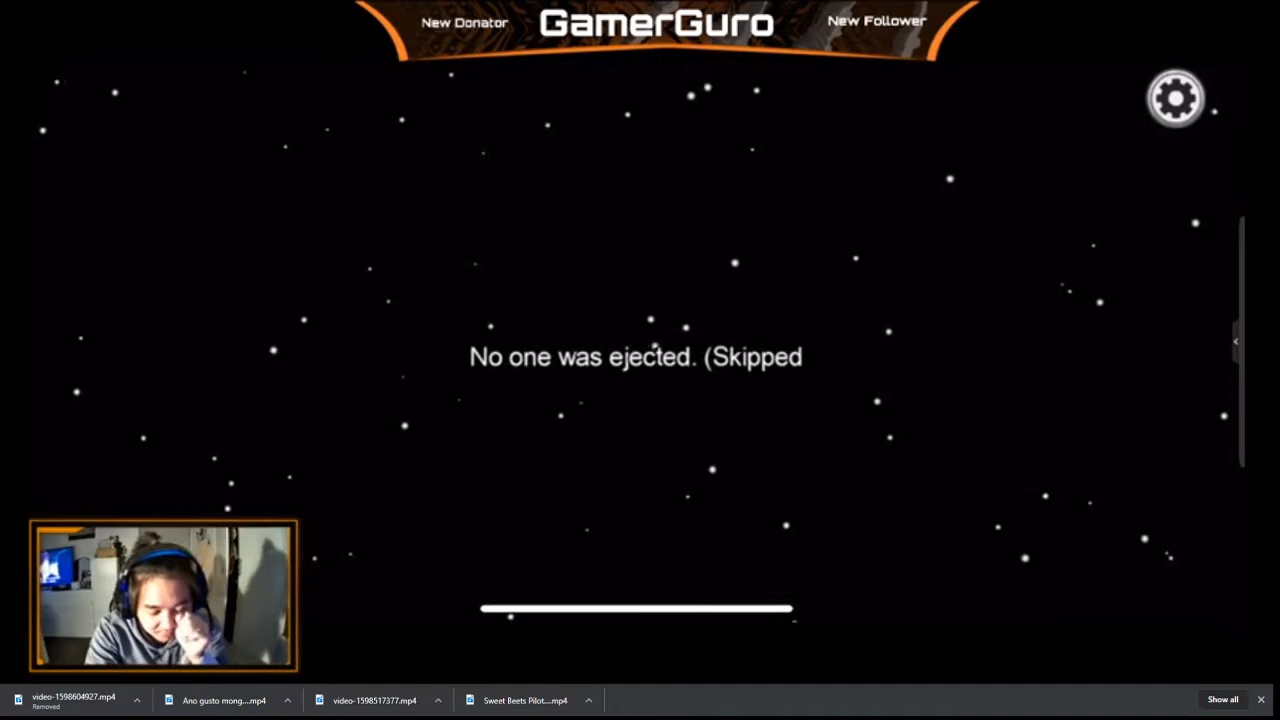 New Donator
GamerGuro
New Follower
No one was ejected. (Skipped
video-1598604927.mp4
Removed
Ano gusto mong....mp4
video-1598517377.mp4
Sweet Beets Pilot....mp4
Show all